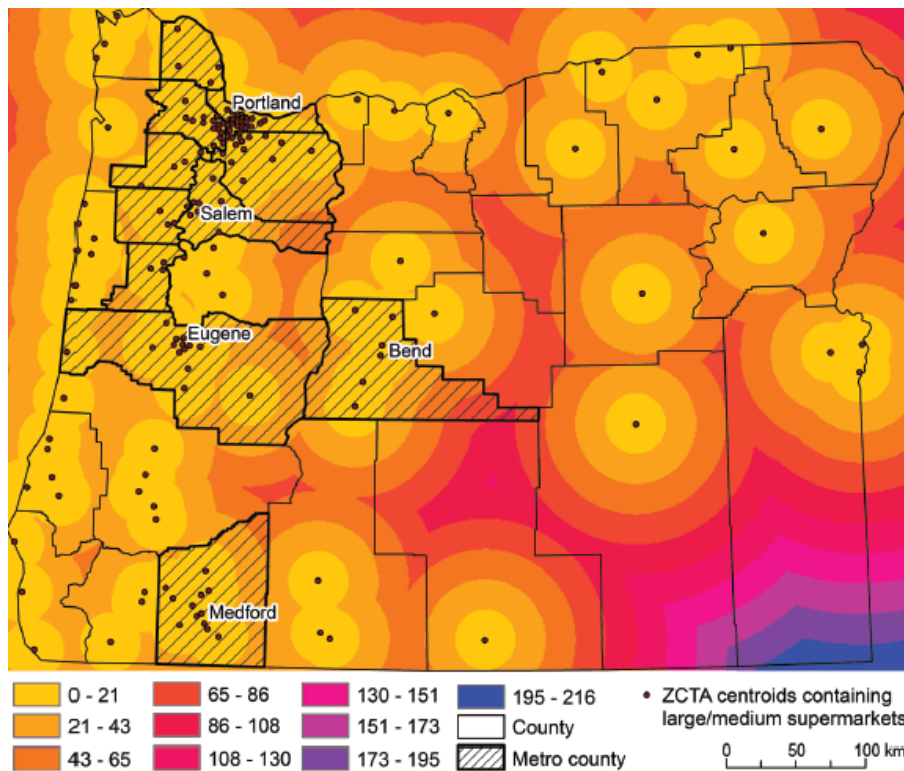 Portland
Salem
Eugene
Bend
Medford
0 - 21
65 - 86
130 - 151
195 - 216
ZCTA centroids containing
large/medium supermarkets
21 - 43
86 - 108
151 - 173
County
43 - 65
108 - 130
173 - 195
Metro county
0 50 100 km